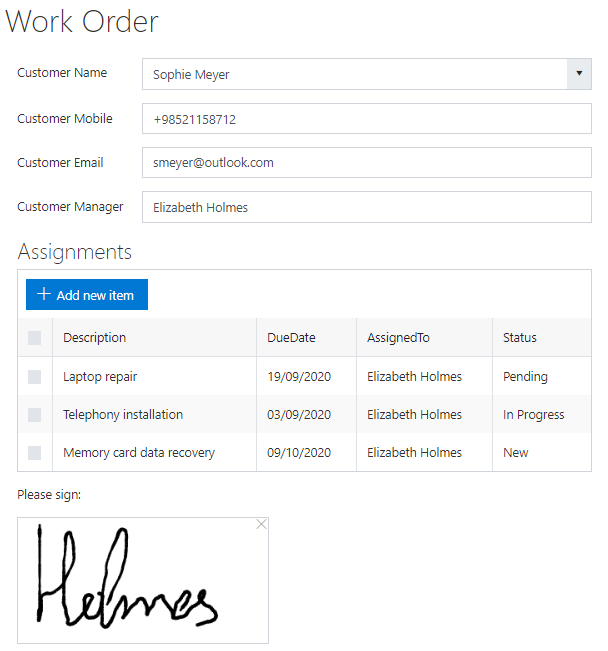 Work Order
Customer Name Sophie Meyer
Customer Mobile +98521158712
Customer Email smeyer@outlook.com
Customer Manager Elizabeth Holmes
Assignments
Add new item
Description DueDate AssignedTo Status
Laptop repair 19/09/2020 Elizabeth Holmes Pending
Telephony installation 03/09/2020 Elizabeth Holmes In Progress
Memory card data recovery 09/10/2020 Elizabeth Holmes New
Please sign:
Holmes